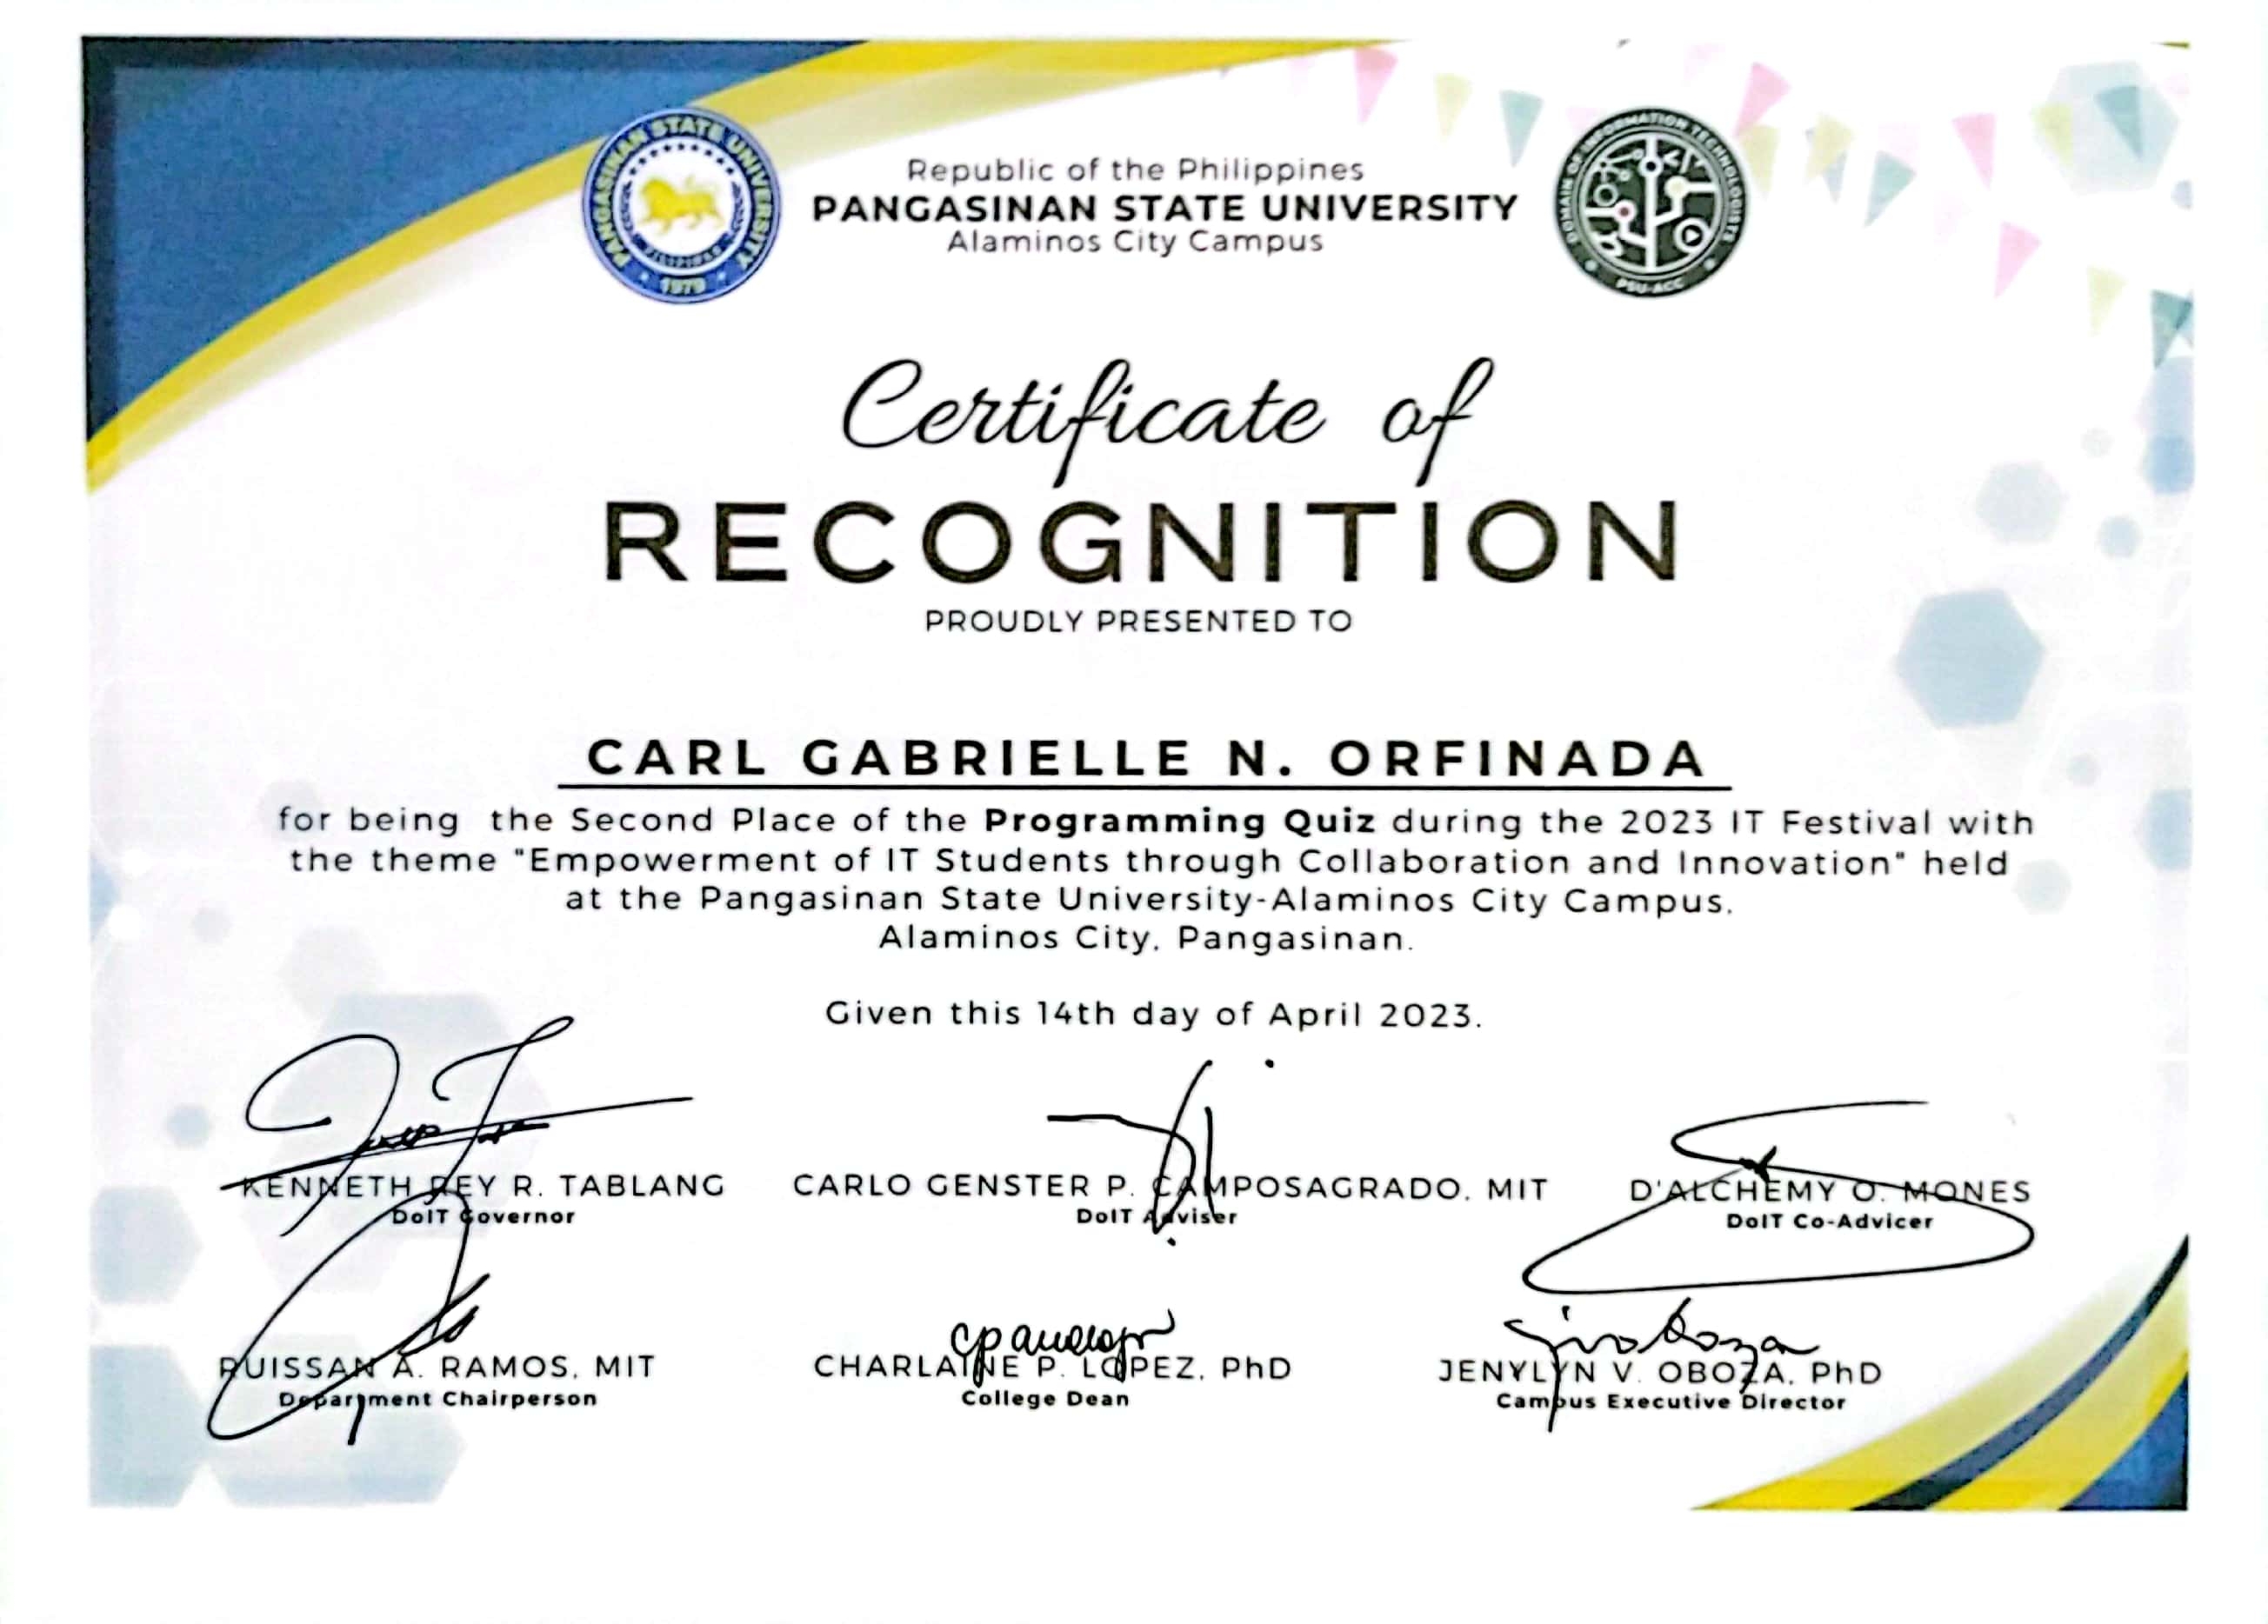 PANGASINAN STATE UNIVERSITY
PILIPINAS
1979
Republic of the Philippines
PANGASINAN STATE UNIVERSITY
Alaminos City Campus
DOMAIN OF INFORMATION TECHNOLOGISTS
PSU-ACC
Certificate of
RECOGNITION
PROUDLY PRESENTED TO
CARL GABRIELLE N. ORFINADA
for being the Second Place of the Programming Quiz during the 2023 IT Festival with
the theme "Empowerment of IT Students through Collaboration and Innovation" held
at the Pangasinan State University-Alaminos City Campus,
Alaminos City, Pangasinan.
Given this 14th day of April 2023.
KENNETH REY R. TABLANG
DoIT Governor
CARLO GENSTER P. CAMPOSAGRADO, MIT
DoIT Adviser
D'ALCHEMY O. MONES
DoIT Co-Advicer
RUISSAN A. RAMOS, MIT
Department Chairperson
CHARLAINE P. LOPEZ, PhD
College Dean
JENYLYN V. OBOZA, PhD
Campus Executive Director